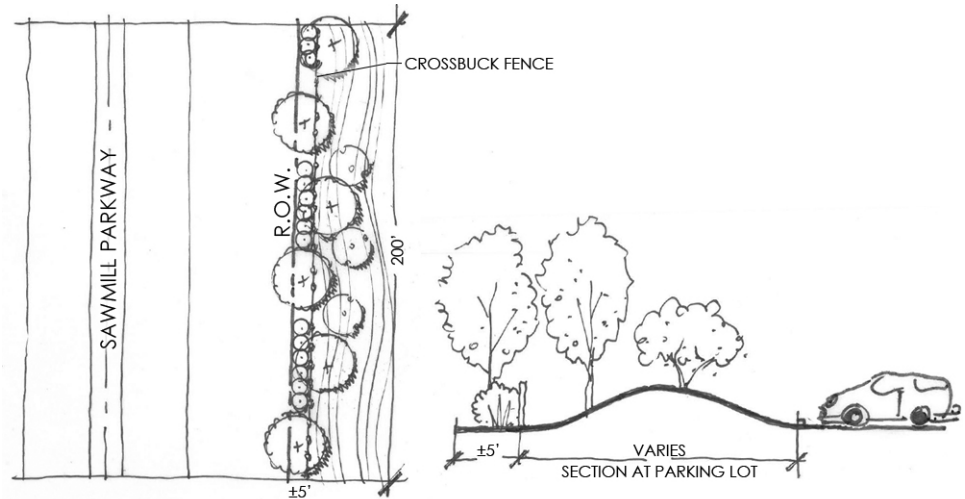 CROSSBUCK FENCE
SAWMILL PARKWAY
R.O.W.
200'
±5'
±5'
VARIES
SECTION AT PARKING LOT